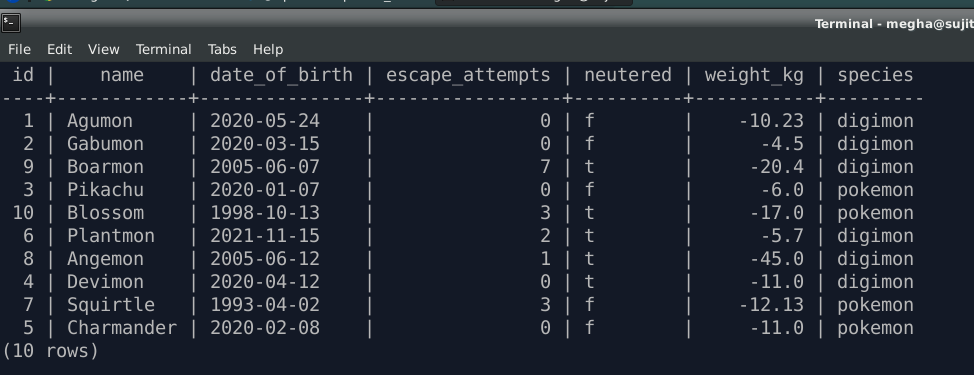 Terminal - megha@sujit
File Edit View Terminal Tabs Help
 id |    name    | date_of_birth | escape_attempts | neutered | weight_kg | species
----+------------+---------------+-----------------+----------+-----------+---------
  1 | Agumon     | 2020-05-24    |               0 | f        |    -10.23 | digimon
  2 | Gabumon    | 2020-03-15    |               0 | f        |      -4.5 | digimon
  9 | Boarmon    | 2005-06-07    |               7 | t        |     -20.4 | digimon
  3 | Pikachu    | 2020-01-07    |               0 | f        |      -6.0 | pokemon
 10 | Blossom    | 1998-10-13    |               3 | t        |     -17.0 | pokemon
  6 | Plantmon   | 2021-11-15    |               2 | t        |      -5.7 | digimon
  8 | Angemon    | 2005-06-12    |               1 | t        |     -45.0 | digimon
  4 | Devimon    | 2020-04-12    |               0 | t        |     -11.0 | digimon
  7 | Squirtle   | 1993-04-02    |               3 | f        |    -12.13 | pokemon
  5 | Charmander | 2020-02-08    |               0 | f        |     -11.0 | pokemon
(10 rows)